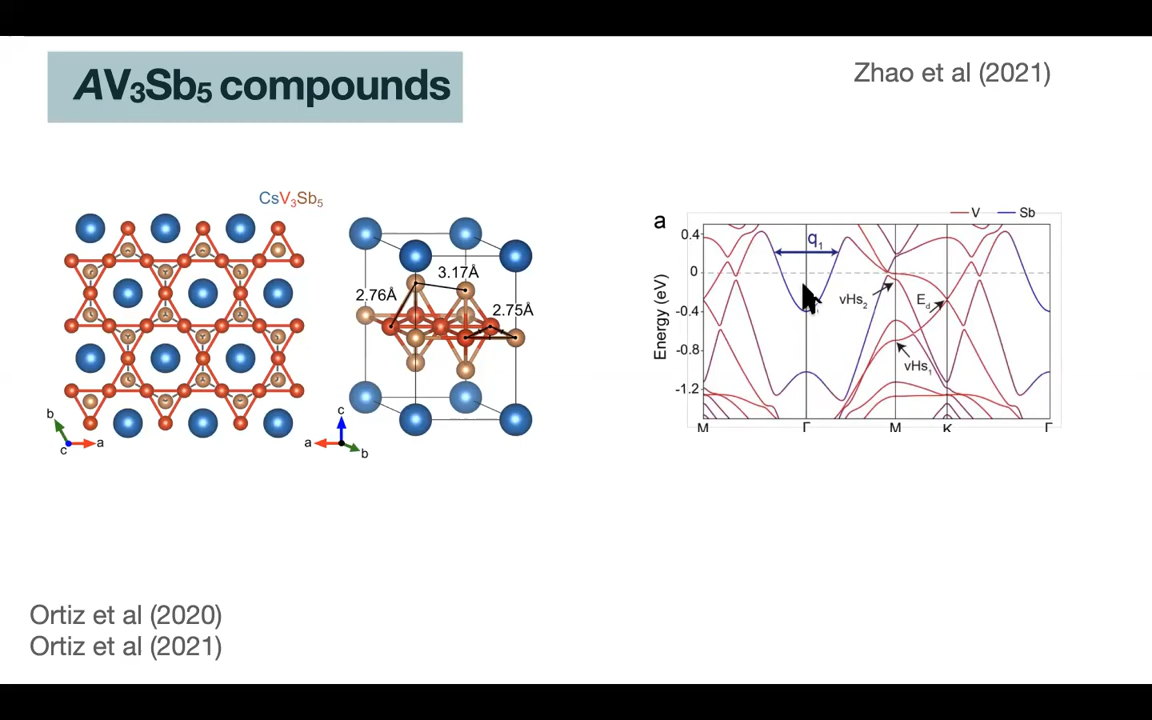 AV₃Sb₅ compounds
Zhao et al (2021)
CsV₃Sb₅
3.17Å
2.76Å
2.75Å
b
a
c
c
a
b
a
V Sb
0.4
0
-0.4
-0.8
-1.2
Energy (eV)
q₁
vHs₂
E_d
vHs₁
M Γ M K Γ
Ortiz et al (2020)
Ortiz et al (2021)